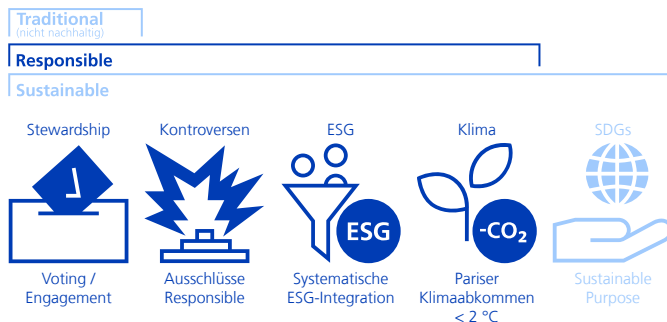 Traditional
(nicht nachhaltig)
Responsible
Sustainable
Stewardship
Kontroversen
ESG
Klima
SDGs
ESG
-CO₂
Voting /
Engagement
Ausschlüsse
Responsible
Systematische
ESG-Integration
Pariser
Klimaabkommen
< 2 °C
Sustainable
Purpose